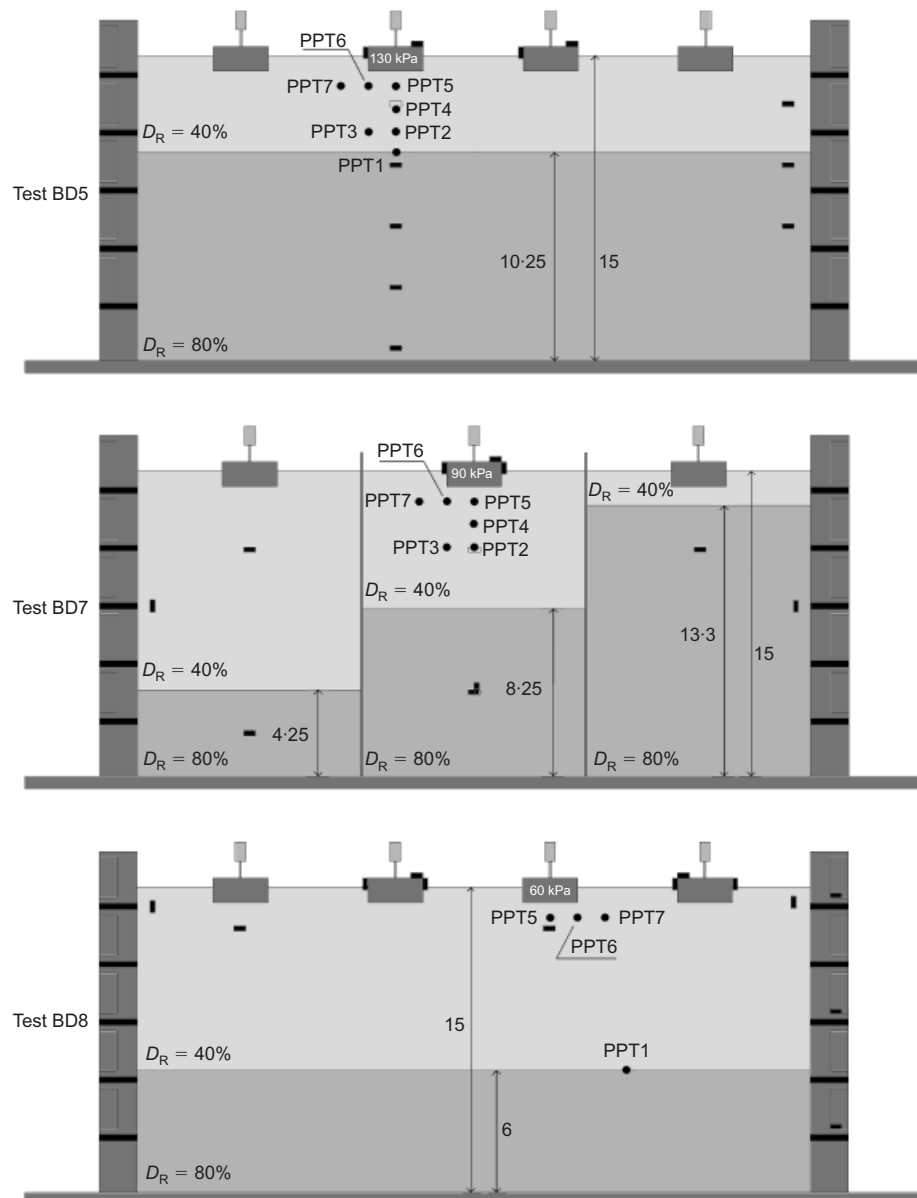 PPT6
130 kPa
PPT7
PPT5
PPT4
D_R = 40%
PPT3
PPT2
PPT1
Test BD5
10·25
15
D_R = 80%
PPT6
90 kPa
PPT7
PPT5
D_R = 40%
PPT4
PPT3
PPT2
D_R = 40%
Test BD7
13·3
15
D_R = 40%
8·25
4·25
D_R = 80%
D_R = 80%
D_R = 80%
60 kPa
PPT5
PPT7
PPT6
Test BD8
15
PPT1
D_R = 40%
6
D_R = 80%